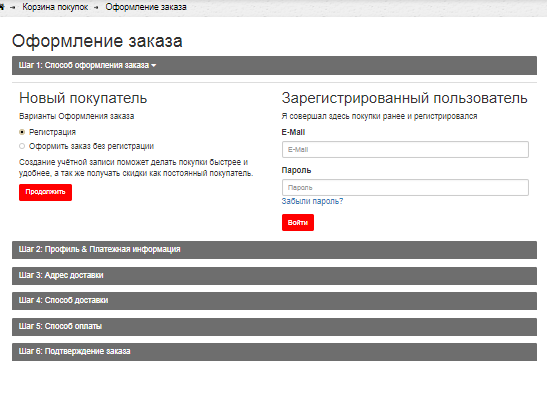 Корзина покупок Оформление заказа
Оформление заказа
Шаг 1: Способ оформления заказа
Новый покупатель
Варианты Оформления заказа
Регистрация
Оформить заказ без регистрации
Создание учётной записи поможет делать покупки быстрее и
удобнее, а так же получать скидки как постоянный покупатель.
Продолжить
Зарегистрированный пользователь
Я совершал здесь покупки ранее и регистрировался
E-Mail
E-Mail
Пароль
Пароль
Забыли пароль?
Войти
Шаг 2: Профиль & Платежная информация
Шаг 3: Адрес доставки
Шаг 4: Способ доставки
Шаг 5: Способ оплаты
Шаг 6: Подтверждение заказа